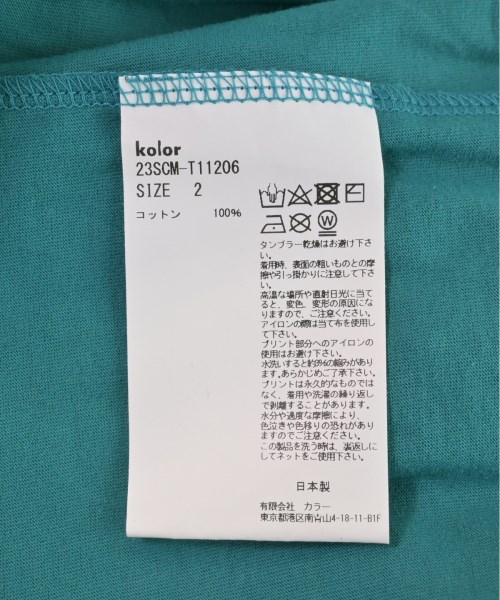 kolor
23SCM-T11206
SIZE 2
コットン 100%
W
タンブラー乾燥はお避け下さ
い。
着用時、表面の粗いものとの摩
擦や引っ掛かりに注意して下さ
い。
高温な場所や直射日光に当て
ると、変色、変形の原因にな
りますので、ご注意ください。
アイロンの際は当て布を使用し
て下さい。
プリント部分へのアイロンの
使用はお避け下さい。
水洗いすると約3%の縮みがあり
ます。あらかじめご了承下さい。
プリントは永久的なものでは
なく、着用や洗濯の繰り返し
で剥離することがあります。
水分や過度な摩擦により、
色泣きや色移りの恐れがあり
ますのでご注意下さい。
この製品を洗う時は、裏返しに
してネットをご使用下さい。
日本製
有限会社 カラー
東京都港区南青山4-18-11-B1F